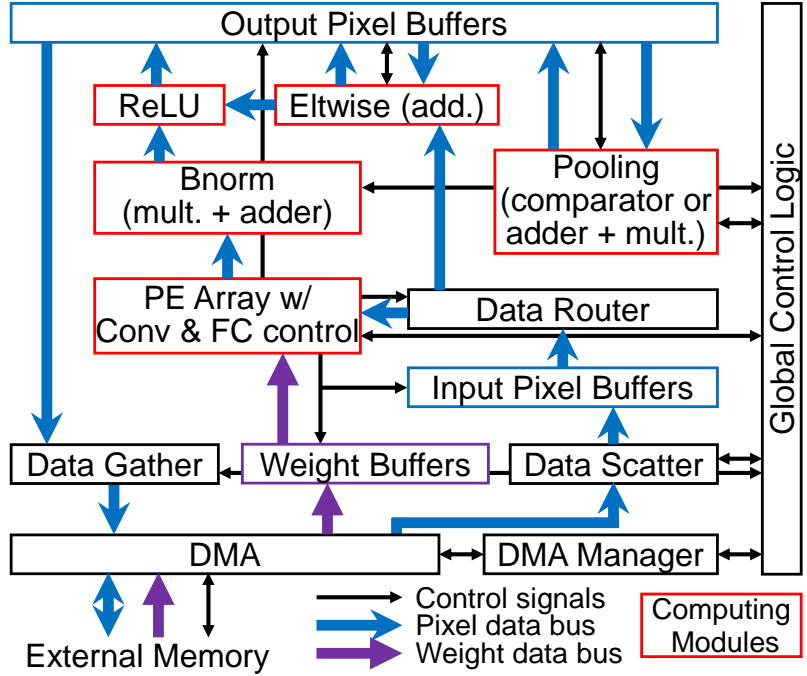 Output Pixel Buffers
ReLU
Eltwise (add.)
Bnorm
(mult. + adder)
Pooling
(comparator or
adder + mult.)
PE Array w/
Conv & FC control
Data Router
Input Pixel Buffers
Global Control Logic
Data Gather
Weight Buffers
Data Scatter
DMA
DMA Manager
External Memory
Control signals
Pixel data bus
Weight data bus
Computing
Modules